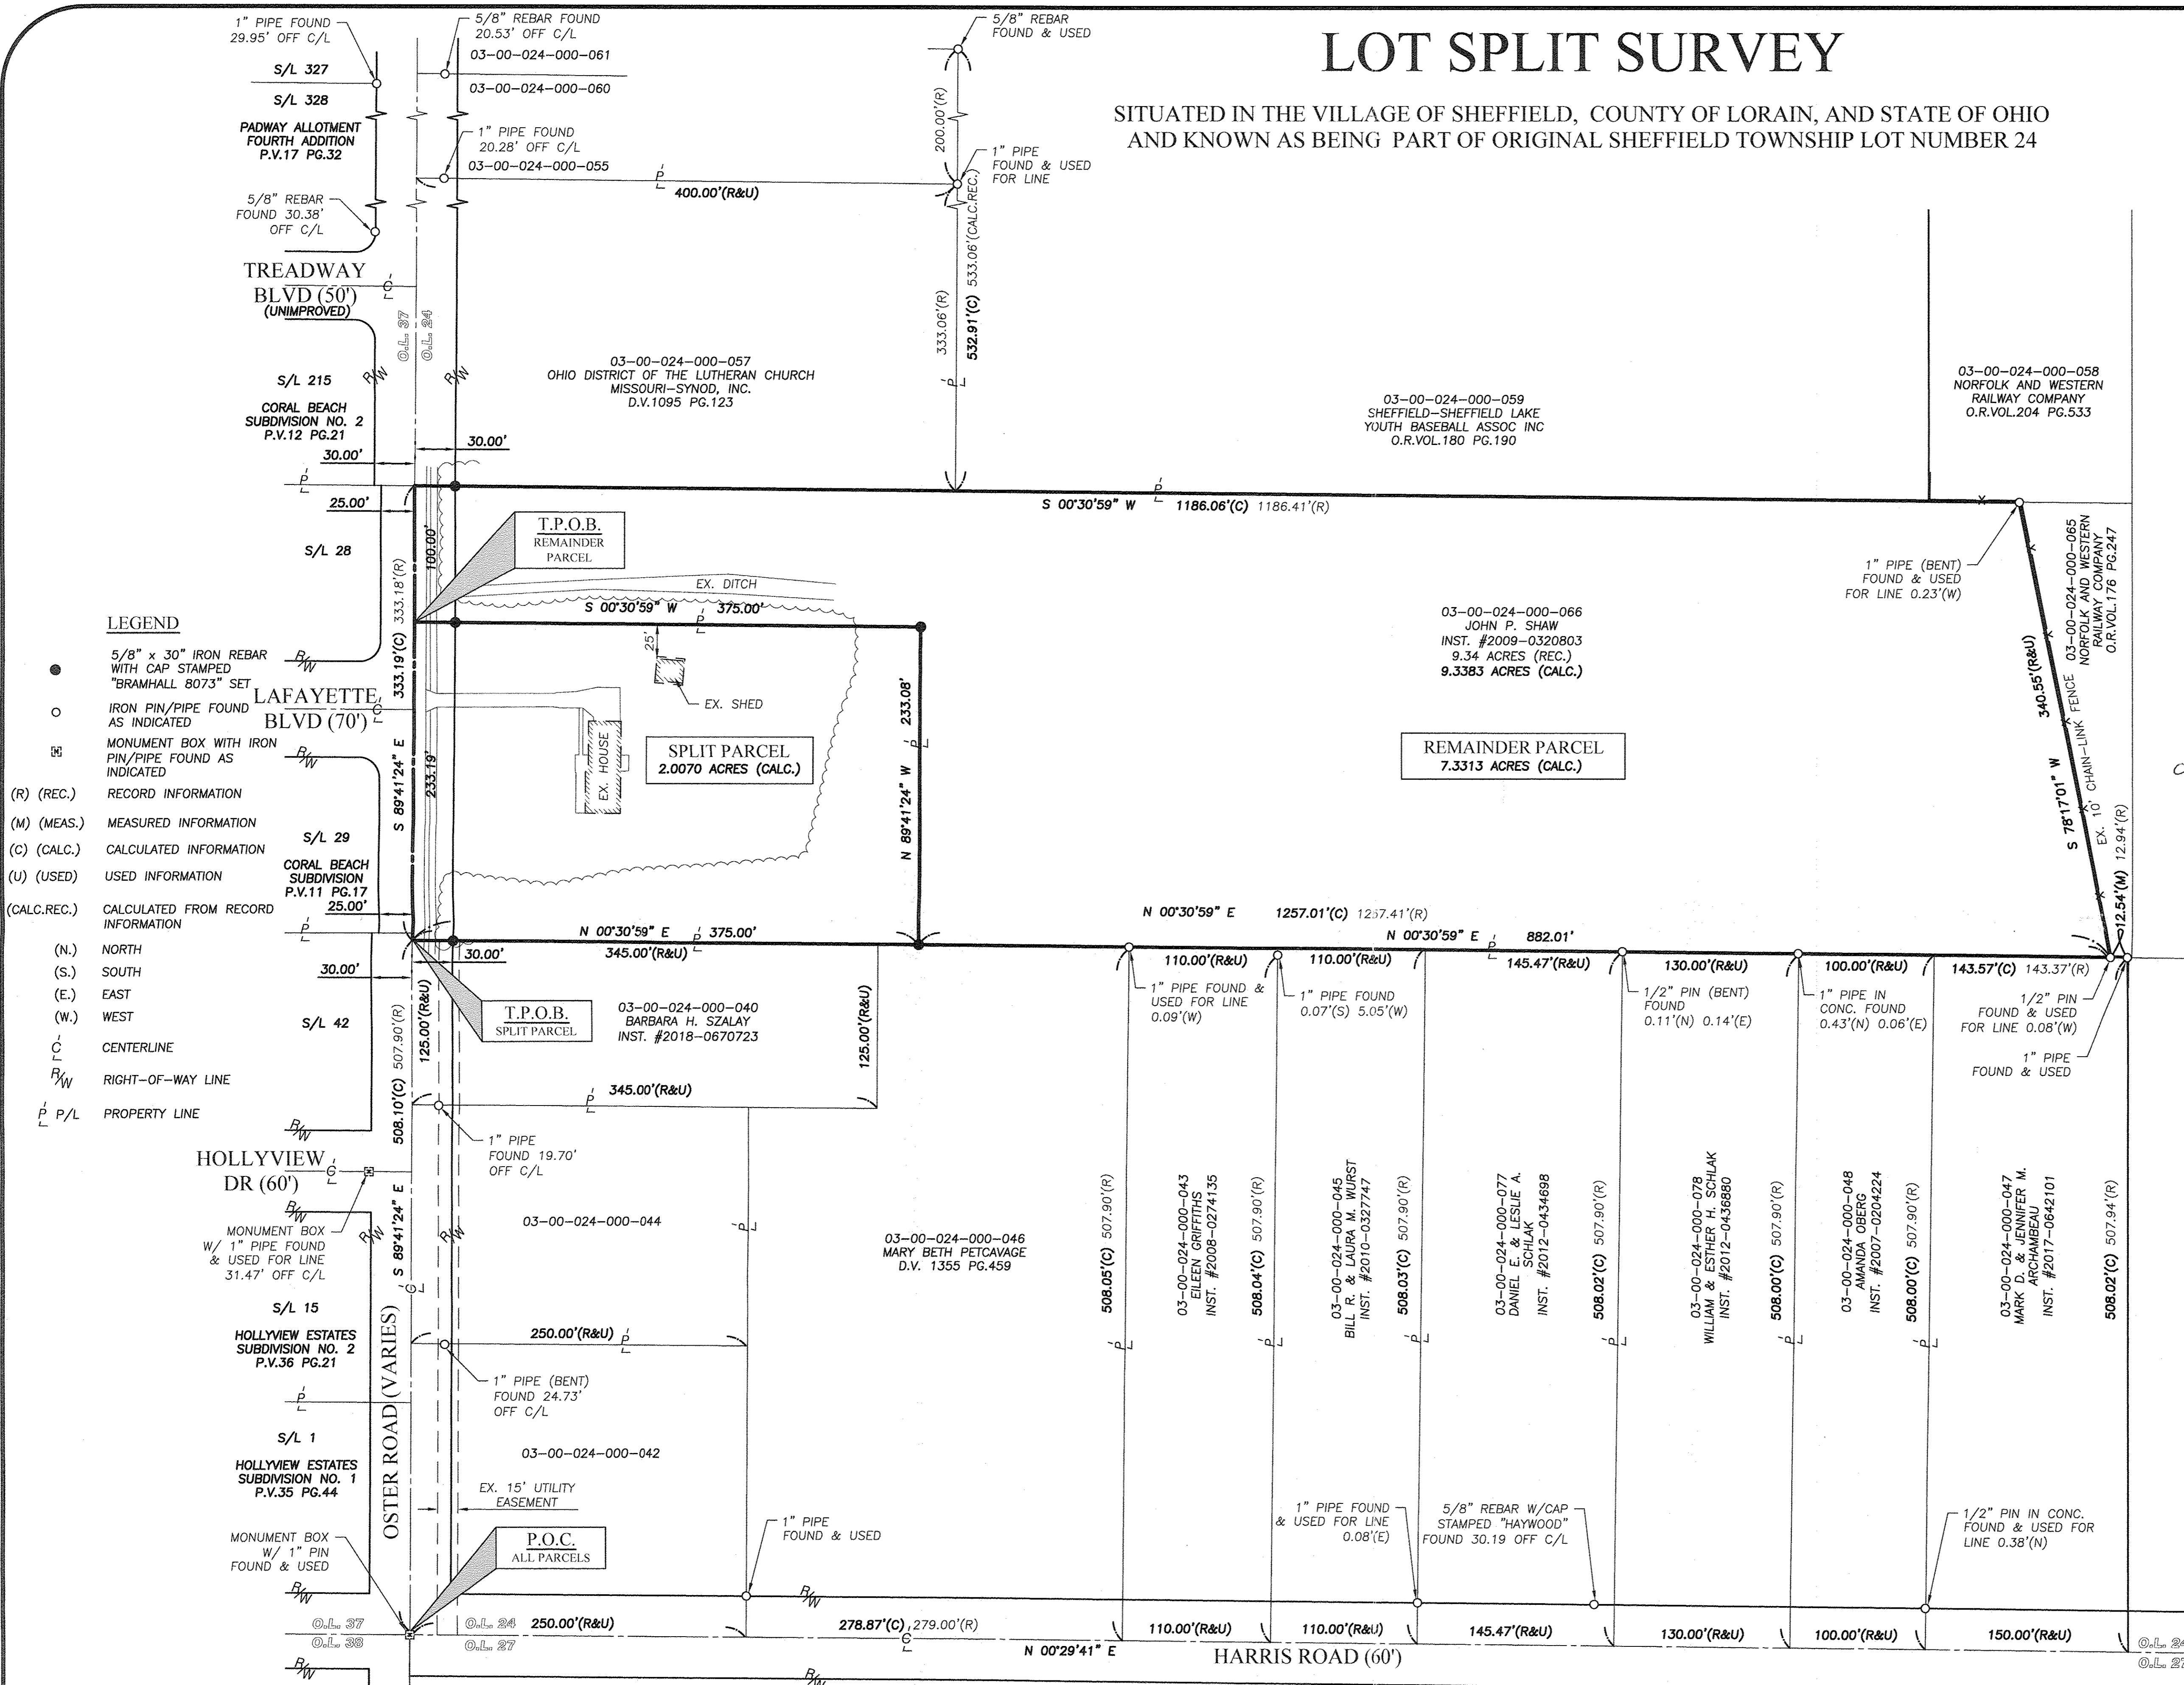 LOT SPLIT SURVEY
SITUATED IN THE VILLAGE OF SHEFFIELD, COUNTY OF LORAIN, AND STATE OF OHIO
AND KNOWN AS BEING PART OF ORIGINAL SHEFFIELD TOWNSHIP LOT NUMBER 24
1" PIPE FOUND
29.95' OFF C/L
5/8" REBAR FOUND
20.53' OFF C/L
03-00-024-000-061
03-00-024-000-060
5/8" REBAR
FOUND & USED
S/L 327
S/L 328
PADWAY ALLOTMENT
FOURTH ADDITION
P.V.17 PG.32
1" PIPE FOUND
20.28' OFF C/L
03-00-024-000-055
200.00'(R)
1" PIPE
FOUND & USED
FOR LINE
P L
400.00'(R&U)
5/8" REBAR
FOUND 30.38'
OFF C/L
TREADWAY
BLVD (50')
(UNIMPROVED)
C L
O.L. 37
O.L. 24
333.06'(R)
532.91'(C) 533.06'(CALC.REC.)
P L
S/L 215
R/W
R/W
CORAL BEACH
SUBDIVISION NO. 2
P.V.12 PG.21
03-00-024-000-057
OHIO DISTRICT OF THE LUTHERAN CHURCH
MISSOURI-SYNOD, INC.
D.V.1095 PG.123
03-00-024-000-059
SHEFFIELD-SHEFFIELD LAKE
YOUTH BASEBALL ASSOC INC
O.R.VOL.180 PG.190
03-00-024-000-058
NORFOLK AND WESTERN
RAILWAY COMPANY
O.R.VOL.204 PG.533
30.00'
30.00'
P L
25.00'
S 00°30'59" W
P L
1186.06'(C) 1186.41'(R)
S/L 28
T.P.O.B.
REMAINDER
PARCEL
100.00'
333.19'(C) 333.18'(R)
S 89°41'24" E
233.19'
EX. DITCH
S 00°30'59" W
P L
375.00'
25'
EX. SHED
EX. HOUSE
SPLIT PARCEL
2.0070 ACRES (CALC.)
233.08'
P L
N 89°41'24" W
03-00-024-000-066
JOHN P. SHAW
INST. #2009-0320803
9.34 ACRES (REC.)
9.3383 ACRES (CALC.)
REMAINDER PARCEL
7.3313 ACRES (CALC.)
1" PIPE (BENT)
FOUND & USED
FOR LINE 0.23'(W)
03-00-024-000-065
NORFOLK AND WESTERN
RAILWAY COMPANY
O.R.VOL.176 PG.247
340.55'(R&U)
S 78°17'01" W
EX. 10' CHAIN-LINK FENCE
12.54'(M) 12.94'(R)
LEGEND
5/8" x 30" IRON REBAR
WITH CAP STAMPED
"BRAMHALL 8073" SET
IRON PIN/PIPE FOUND
AS INDICATED
MONUMENT BOX WITH IRON
PIN/PIPE FOUND AS
INDICATED
(R) (REC.) RECORD INFORMATION
(M) (MEAS.) MEASURED INFORMATION
(C) (CALC.) CALCULATED INFORMATION
(U) (USED) USED INFORMATION
(CALC.REC.) CALCULATED FROM RECORD
INFORMATION
(N.) NORTH
(S.) SOUTH
(E.) EAST
(W.) WEST
C L CENTERLINE
R/W RIGHT-OF-WAY LINE
P L P/L PROPERTY LINE
R/W
LAFAYETTE
BLVD (70')
C L
R/W
S/L 29
CORAL BEACH
SUBDIVISION
P.V.11 PG.17
25.00'
P L
30.00'
S/L 42
N 00°30'59" E
P L
375.00'
345.00'(R&U)
30.00'
T.P.O.B.
SPLIT PARCEL
03-00-024-000-040
BARBARA H. SZALAY
INST. #2018-0670723
125.00'(R&U)
125.00'(R&U)
508.10'(C) 507.90'(R)
S 89°41'24" E
C L
345.00'(R&U)
P L
N 00°30'59" E 1257.01'(C) 1257.41'(R)
N 00°30'59" E
P L
882.01'
110.00'(R&U)
110.00'(R&U)
145.47'(R&U)
130.00'(R&U)
100.00'(R&U)
143.57'(C) 143.37'(R)
1" PIPE FOUND &
USED FOR LINE
0.09'(W)
1" PIPE FOUND
0.07'(S) 5.05'(W)
1/2" PIN (BENT)
FOUND
0.11'(N) 0.14'(E)
1" PIPE IN
CONC. FOUND
0.43'(N) 0.06'(E)
1/2" PIN
FOUND & USED
FOR LINE 0.08'(W)
1" PIPE
FOUND & USED
R/W
HOLLYVIEW
DR (60')
C L
R/W
1" PIPE
FOUND 19.70'
OFF C/L
MONUMENT BOX
W/ 1" PIPE FOUND
& USED FOR LINE
31.47' OFF C/L
R/W
R/W
03-00-024-000-044
P L
03-00-024-000-046
MARY BETH PETCAVAGE
D.V. 1355 PG.459
508.05'(C) 507.90'(R)
P L
03-00-024-000-043
EILEEN GRIFFITHS
INST. #2008-0274135
508.04'(C) 507.90'(R)
P L
03-00-024-000-045
BILL R. & LAURA M. WURST
INST. #2010-0327747
508.03'(C) 507.90'(R)
P L
03-00-024-000-077
DANIEL E. & LESLIE A.
SCHLAK
INST. #2012-0434698
508.02'(C) 507.90'(R)
P L
03-00-024-000-078
WILLIAM & ESTHER H. SCHLAK
INST. #2012-0436880
508.00'(C) 507.90'(R)
P L
03-00-024-000-048
AMANDA OBERG
INST. #2007-0204224
508.00'(C) 507.90'(R)
P L
03-00-024-000-047
MARK D. & JENNIFER M.
ARCHAMBEAU
INST. #2017-0642101
508.02'(C) 507.94'(R)
S/L 15
HOLLYVIEW ESTATES
SUBDIVISION NO. 2
P.V.36 PG.21
P L
250.00'(R&U)
P L
1" PIPE (BENT)
FOUND 24.73'
OFF C/L
OSTER ROAD (VARIES)
S/L 1
HOLLYVIEW ESTATES
SUBDIVISION NO. 1
P.V.35 PG.44
03-00-024-000-042
EX. 15' UTILITY
EASEMENT
MONUMENT BOX
W/ 1" PIN
FOUND & USED
P.O.C.
ALL PARCELS
1" PIPE
FOUND & USED
1" PIPE FOUND
& USED FOR LINE
0.08'(E)
5/8" REBAR W/CAP
STAMPED "HAYWOOD"
FOUND 30.19 OFF C/L
1/2" PIN IN CONC.
FOUND & USED FOR
LINE 0.38'(N)
R/W
R/W
O.L. 37
O.L. 38
O.L. 24
O.L. 27
250.00'(R&U)
278.87'(C) 279.00'(R)
C L
110.00'(R&U)
110.00'(R&U)
145.47'(R&U)
130.00'(R&U)
100.00'(R&U)
150.00'(R&U)
O.L. 24
O.L. 27
N 00°29'41" E
HARRIS ROAD (60')
R/W
R/W